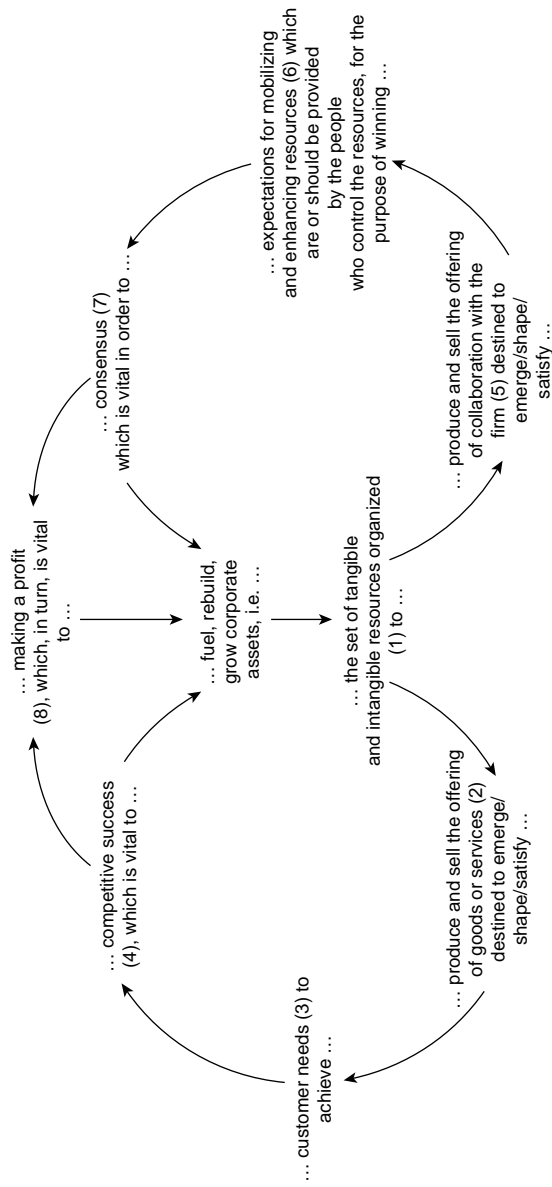 … making a profit
(8), which, in turn, is vital
to …
… competitive success
(4), which is vital to …
… consensus (7)
which is vital in order to …
… fuel, rebuild,
grow corporate
assets, i.e. …
… customer needs (3) to
achieve …
… expectations for mobilizing
and enhancing resources (6) which
are or should be provided
by the people
who control the resources, for the
purpose of winning …
… the set of tangible
and intangible resources organized
(1) to …
… produce and sell the offering
of goods or services (2)
destined to emerge/
shape/satisfy …
… produce and sell the offering
of collaboration with the
firm (5) destined to
emerge/shape/
satisfy …